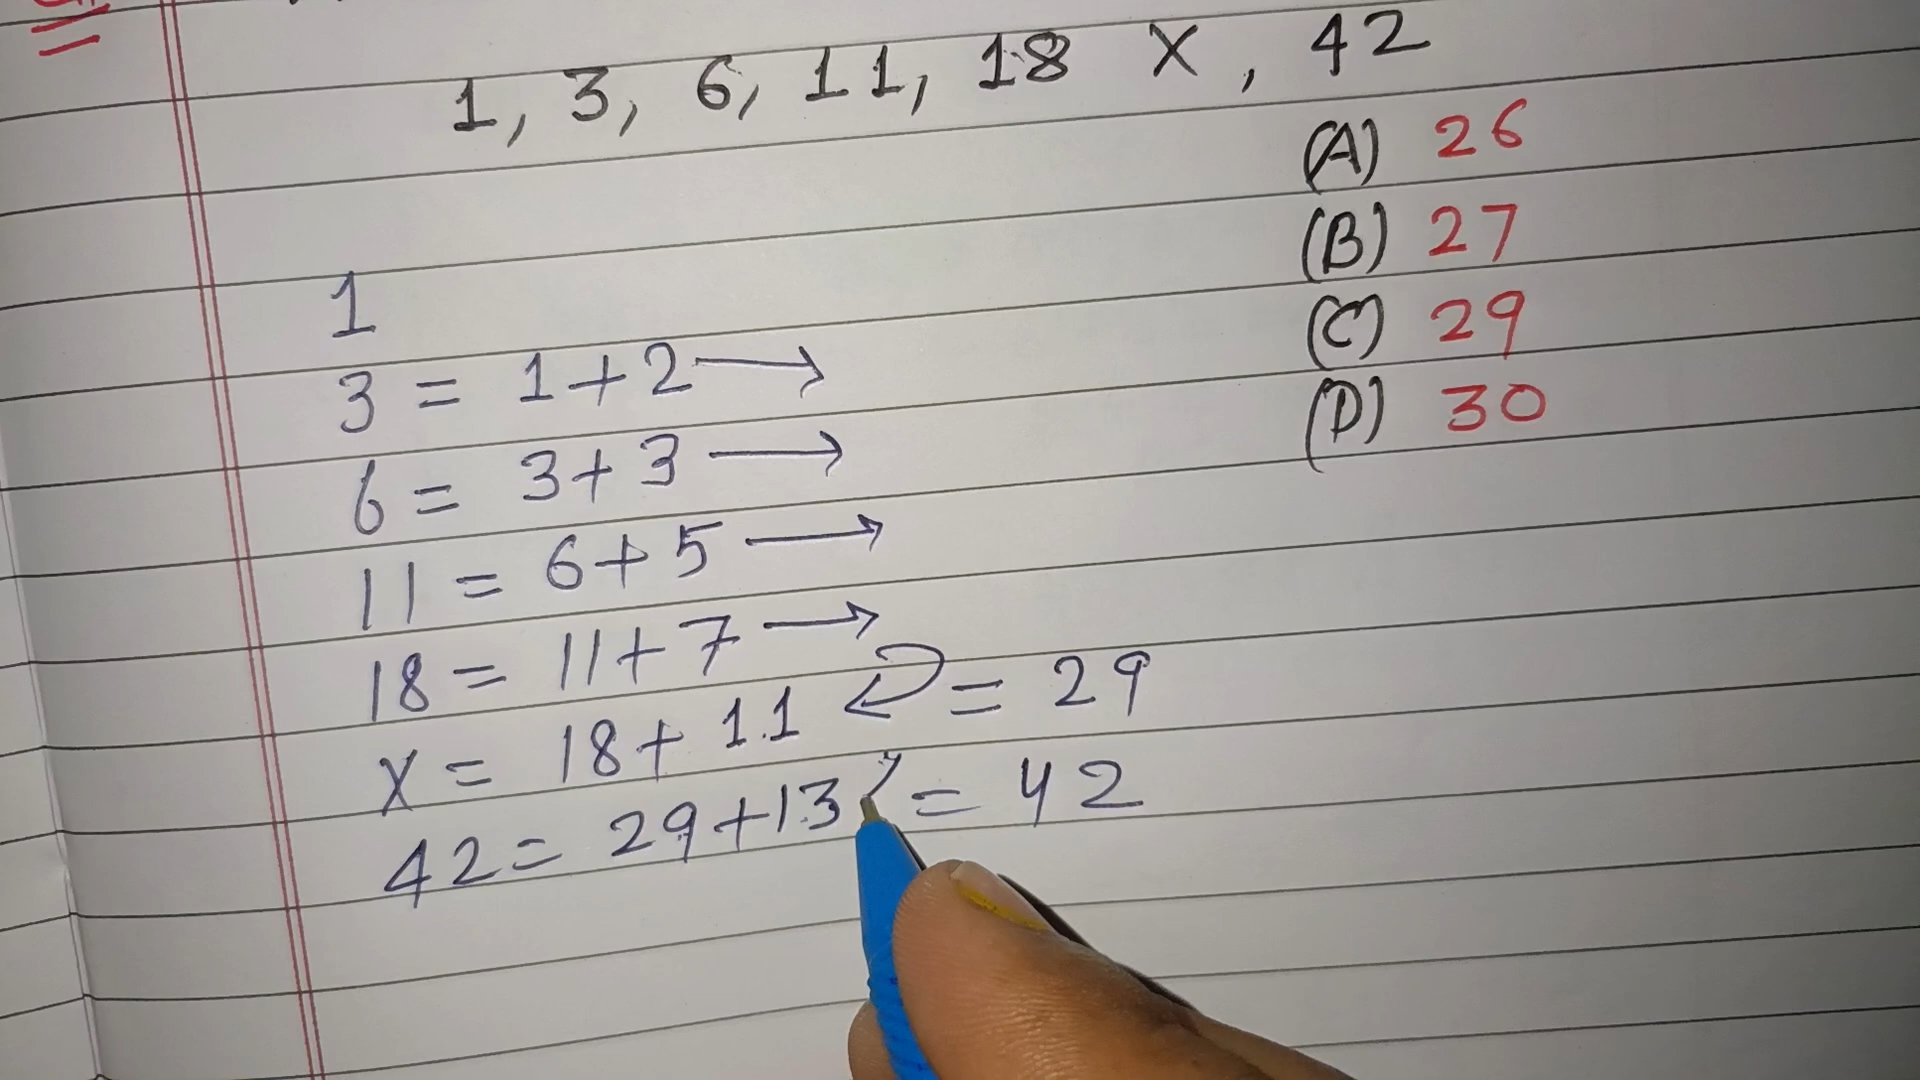 1, 3, 6, 11, 18 X, 42
(A) 26
(B) 27
(C) 29
(D) 30
1
3 = 1+2 →
6 = 3+3 →
11 = 6+5 →
18 = 11+7 →
X = 18+11 = 29
42 = 29+13 = 42